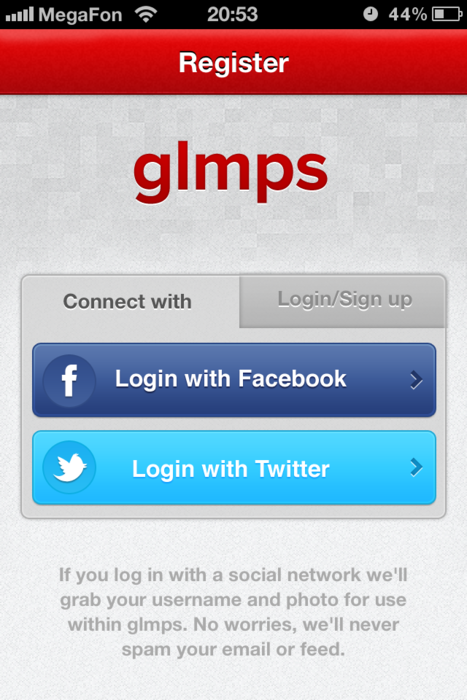 MegaFon 20:53 44%
Register
glmps
Connect with Login/Sign up
Login with Facebook
Login with Twitter
If you log in with a social network we'll
grab your username and photo for use
within glmps. No worries, we'll never
spam your email or feed.